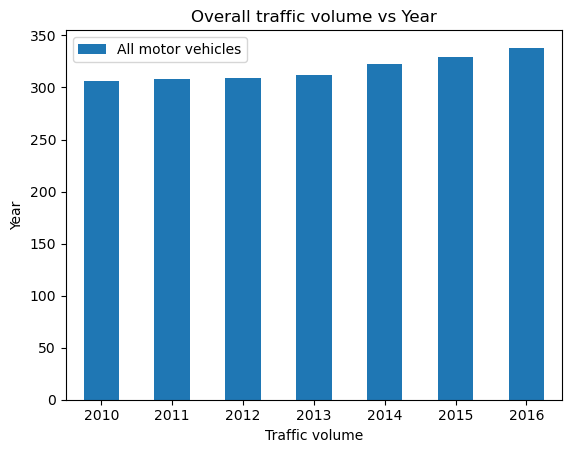 Overall traffic volume vs Year
All motor vehicles
350
300
250
200
150
100
50
0
Year
2010 2011 2012 2013 2014 2015 2016
Traffic volume